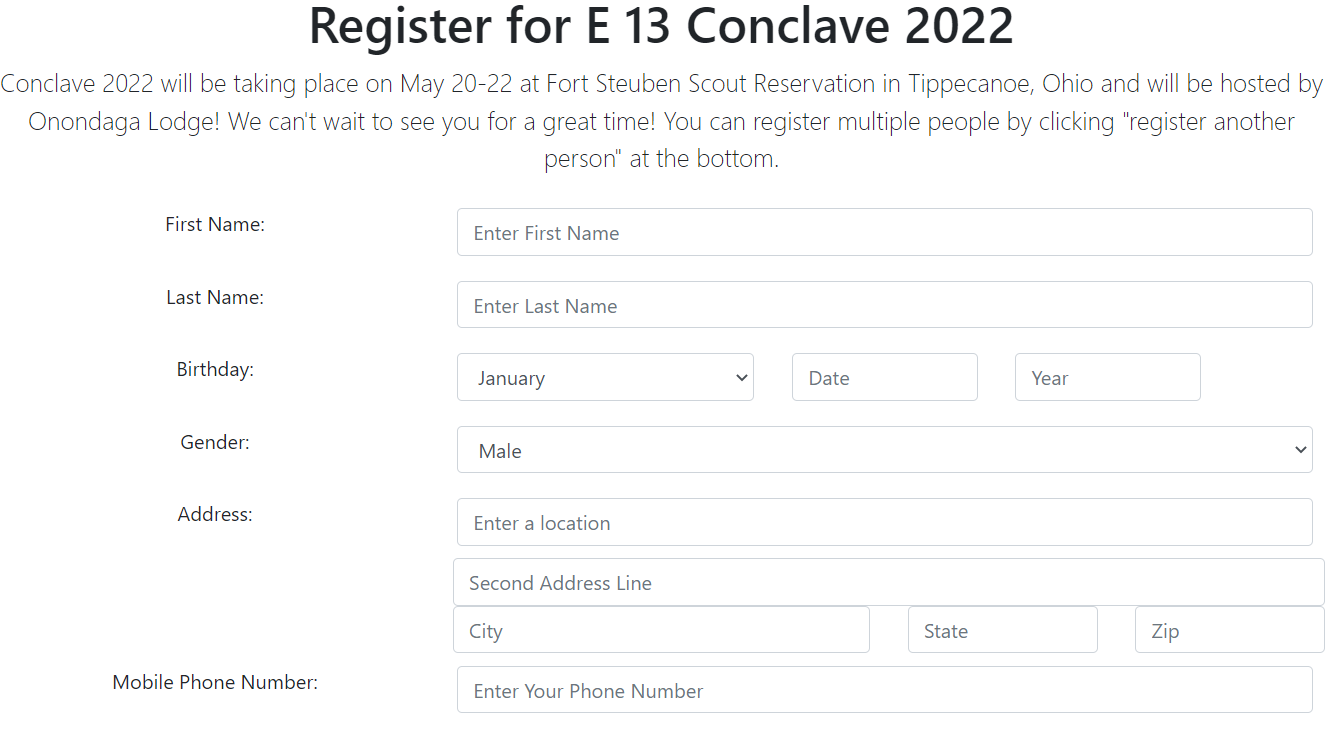 Register for E 13 Conclave 2022
Conclave 2022 will be taking place on May 20-22 at Fort Steuben Scout Reservation in Tippecanoe, Ohio and will be hosted by
Onondaga Lodge! We can't wait to see you for a great time! You can register multiple people by clicking "register another
person" at the bottom.
First Name: Enter First Name
Last Name: Enter Last Name
Birthday: January Date Year
Gender: Male
Address: Enter a location
Second Address Line
City State Zip
Mobile Phone Number: Enter Your Phone Number